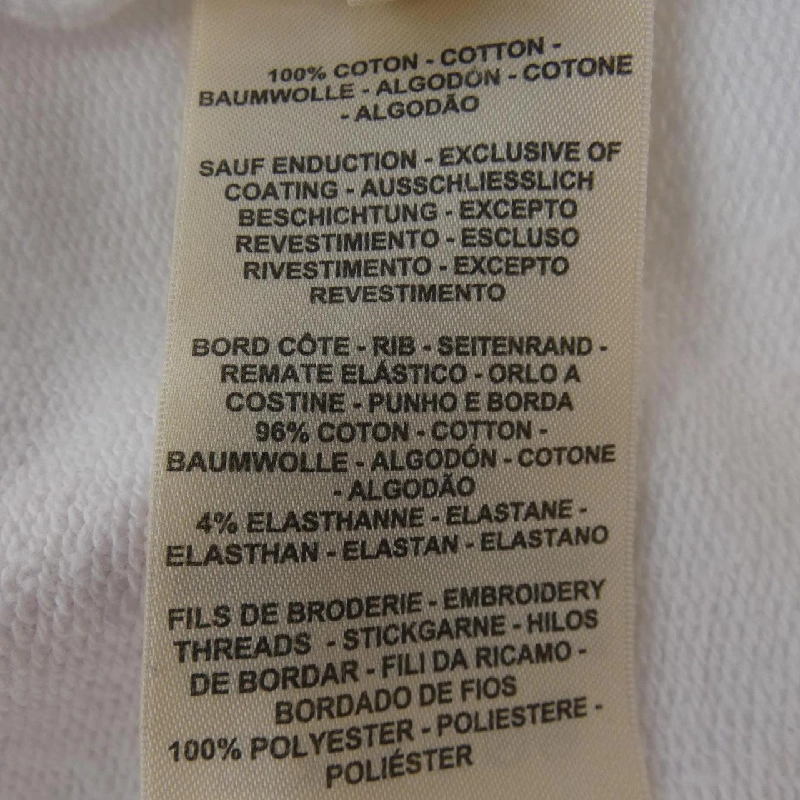 100% COTON - COTTON -
BAUMWOLLE - ALGODÓN - COTONE
- ALGODÃO
SAUF ENDUCTION - EXCLUSIVE OF
COATING - AUSSCHLIESSLICH
BESCHICHTUNG - EXCEPTO
REVESTIMIENTO - ESCLUSO
RIVESTIMENTO - EXCEPTO
REVESTIMENTO
BORD CÔTE - RIB - SEITENRAND -
REMATE ELÁSTICO - ORLO A
COSTINE - PUNHO E BORDA
96% COTON - COTTON -
BAUMWOLLE - ALGODÓN - COTONE
- ALGODÃO
4% ELASTHANNE - ELASTANE -
ELASTHAN - ELASTAN - ELASTANO
FILS DE BRODERIE - EMBROIDERY
THREADS - STICKGARNE - HILOS
DE BORDAR - FILI DA RICAMO -
BORDADO DE FIOS
100% POLYESTER - POLIESTERE -
POLIÉSTER